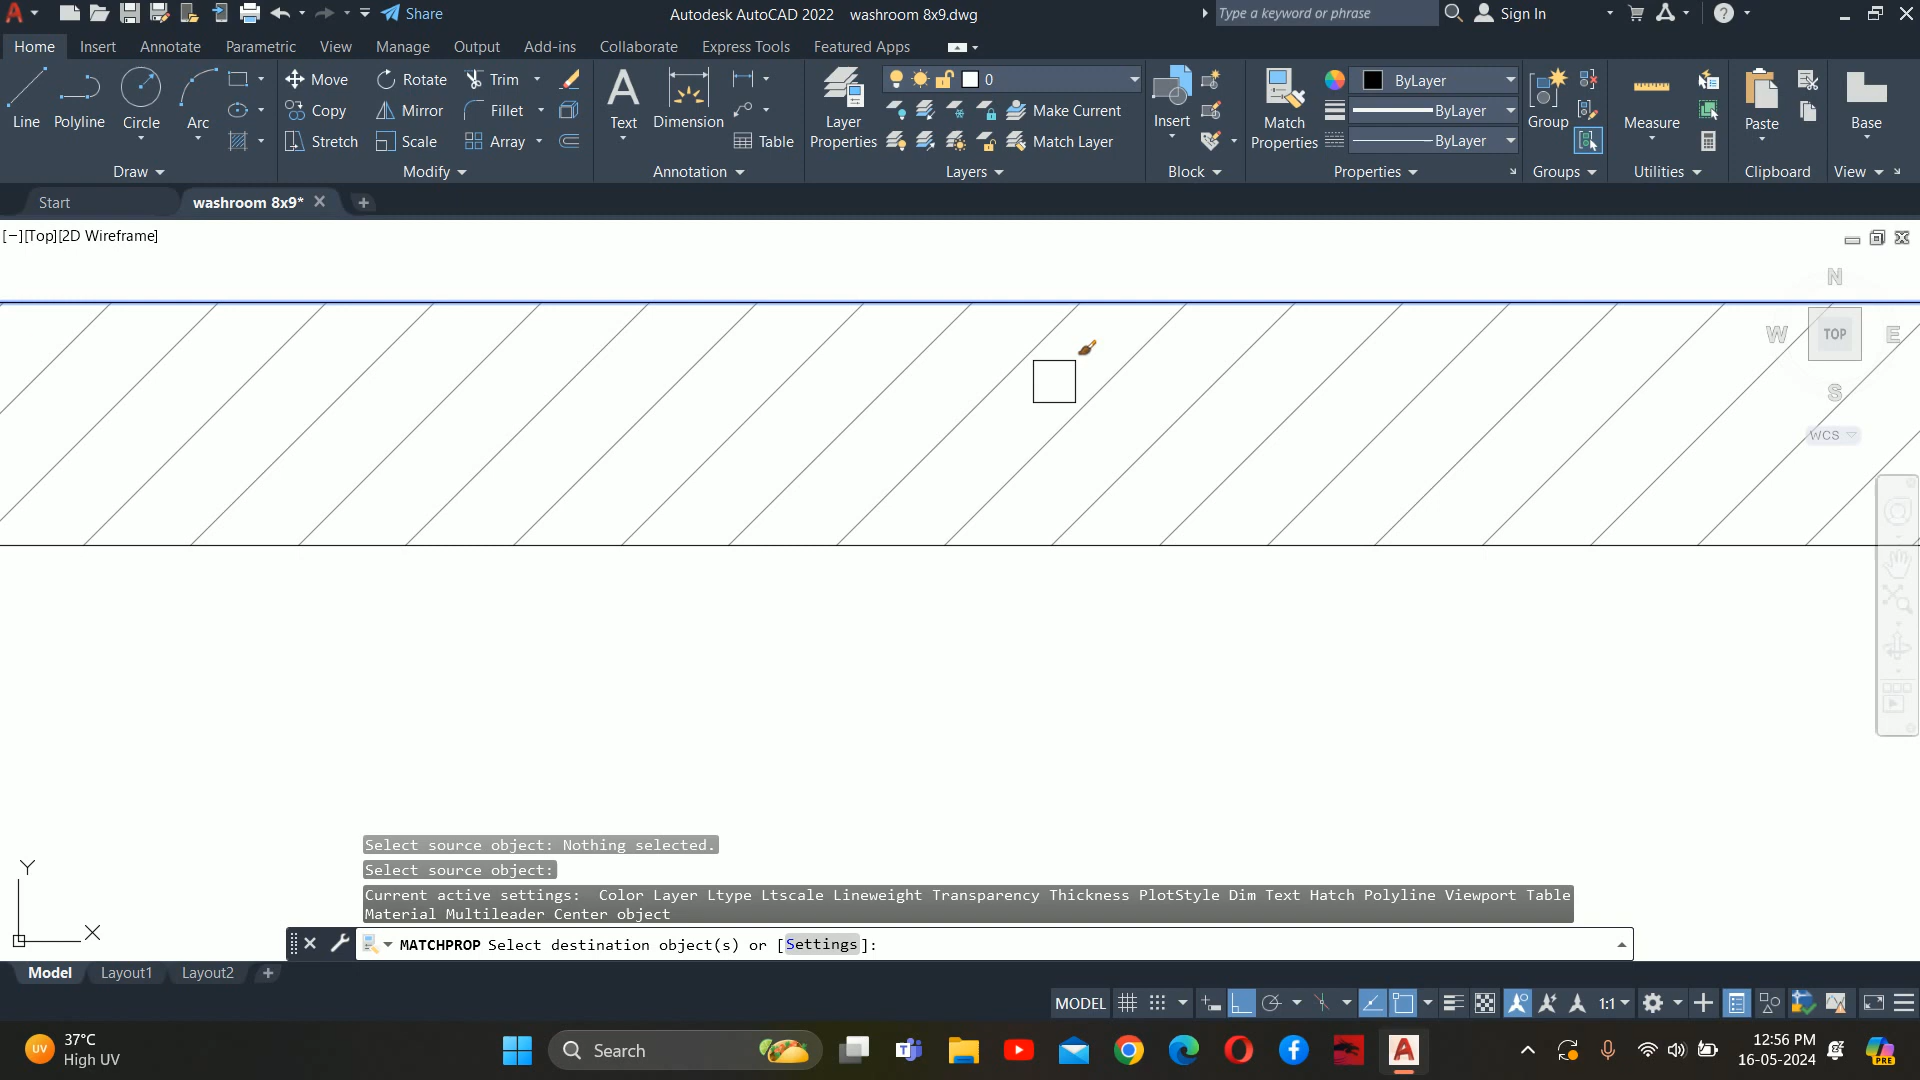 Share
Autodesk AutoCAD 2022 washroom 8x9.dwg
Type a keyword or phrase
Sign In
Home Insert Annotate Parametric View Manage Output Add-ins Collaborate Express Tools Featured Apps
Move Rotate Trim
Copy Mirror Fillet
Stretch Scale Array
Line Polyline Circle Arc
Text Dimension Table
Layer Properties
0
Make Current
Match Layer
Insert
Match Properties
ByLayer
ByLayer
ByLayer
Group
Measure
Paste
Base
Draw Modify Annotation Layers Block Properties Groups Utilities Clipboard View
Start washroom 8x9*
[−][Top][2D Wireframe]
N
W TOP E
S
WCS
Select source object: Nothing selected.
Select source object:
Current active settings: Color Layer Ltype Ltscale Lineweight Transparency Thickness PlotStyle Dim Text Hatch Polyline Viewport Table
Material Multileader Center object
Y
X
MATCHPROP Select destination object(s) or [Settings]:
Model Layout1 Layout2
MODEL 1:1
37°C
High UV
UV
Search
12:56 PM
16-05-2024
PRE